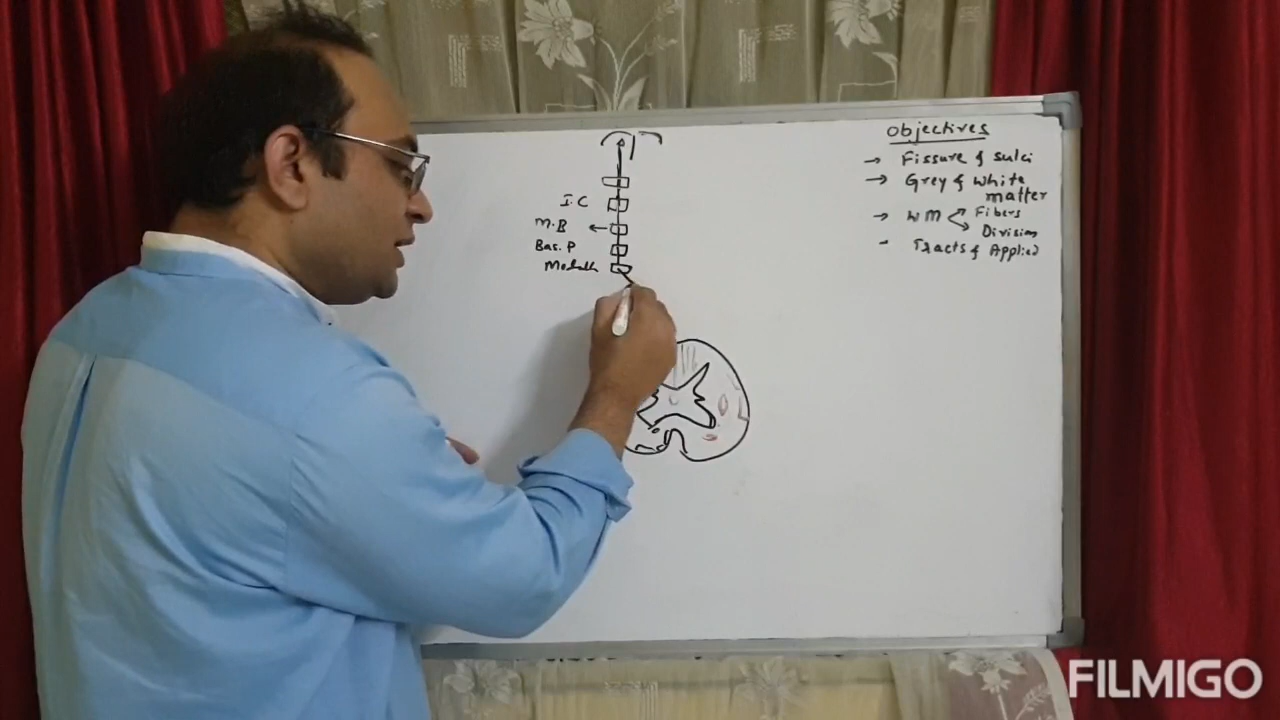 Objectives
→ Fissure & sulci
→ Grey & white
matter
→ WM Fibers
Division
- Tracts & Applied
I.C
M.B
Bas. P
Medulla
FILMIGO